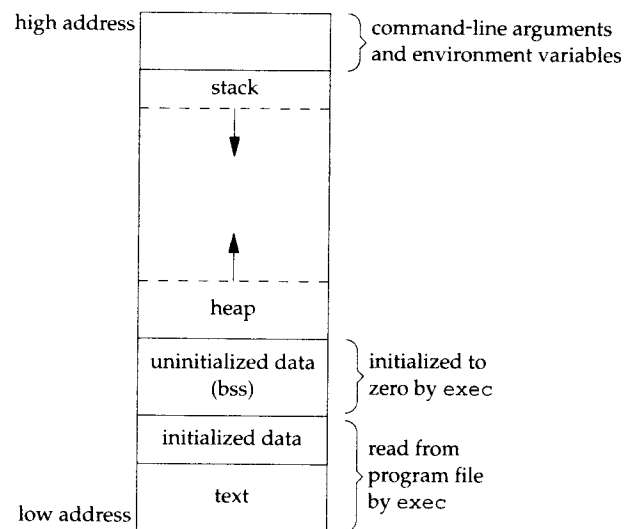 high address
command-line arguments
and environment variables
stack
heap
uninitialized data
(bss)
initialized to
zero by exec
initialized data
read from
program file
by exec
text
low address